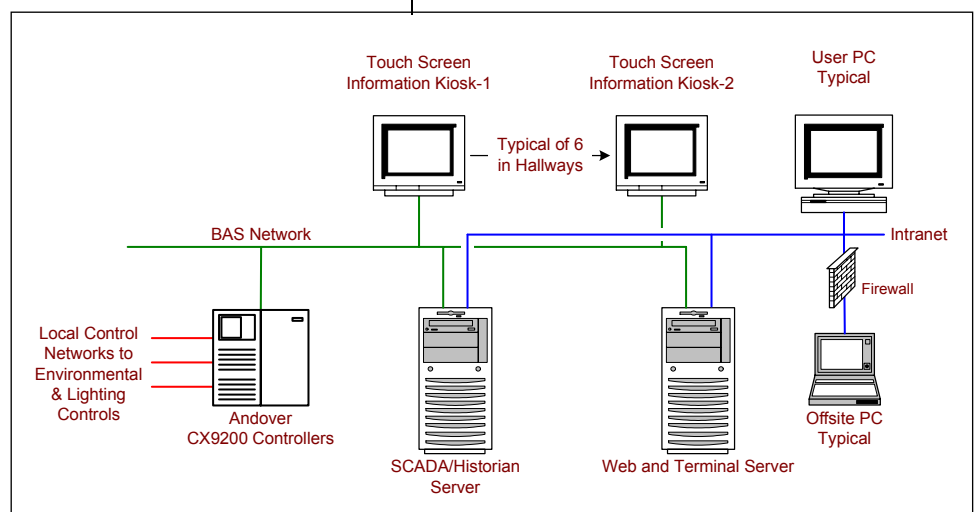 Touch Screen
Information Kiosk-1
Touch Screen
Information Kiosk-2
User PC
Typical
Typical of 6
in Hallways
BAS Network
Intranet
Firewall
Local Control
Networks to
Environmental
& Lighting
Controls
Andover
CX9200 Controllers
SCADA/Historian
Server
Web and Terminal Server
Offsite PC
Typical